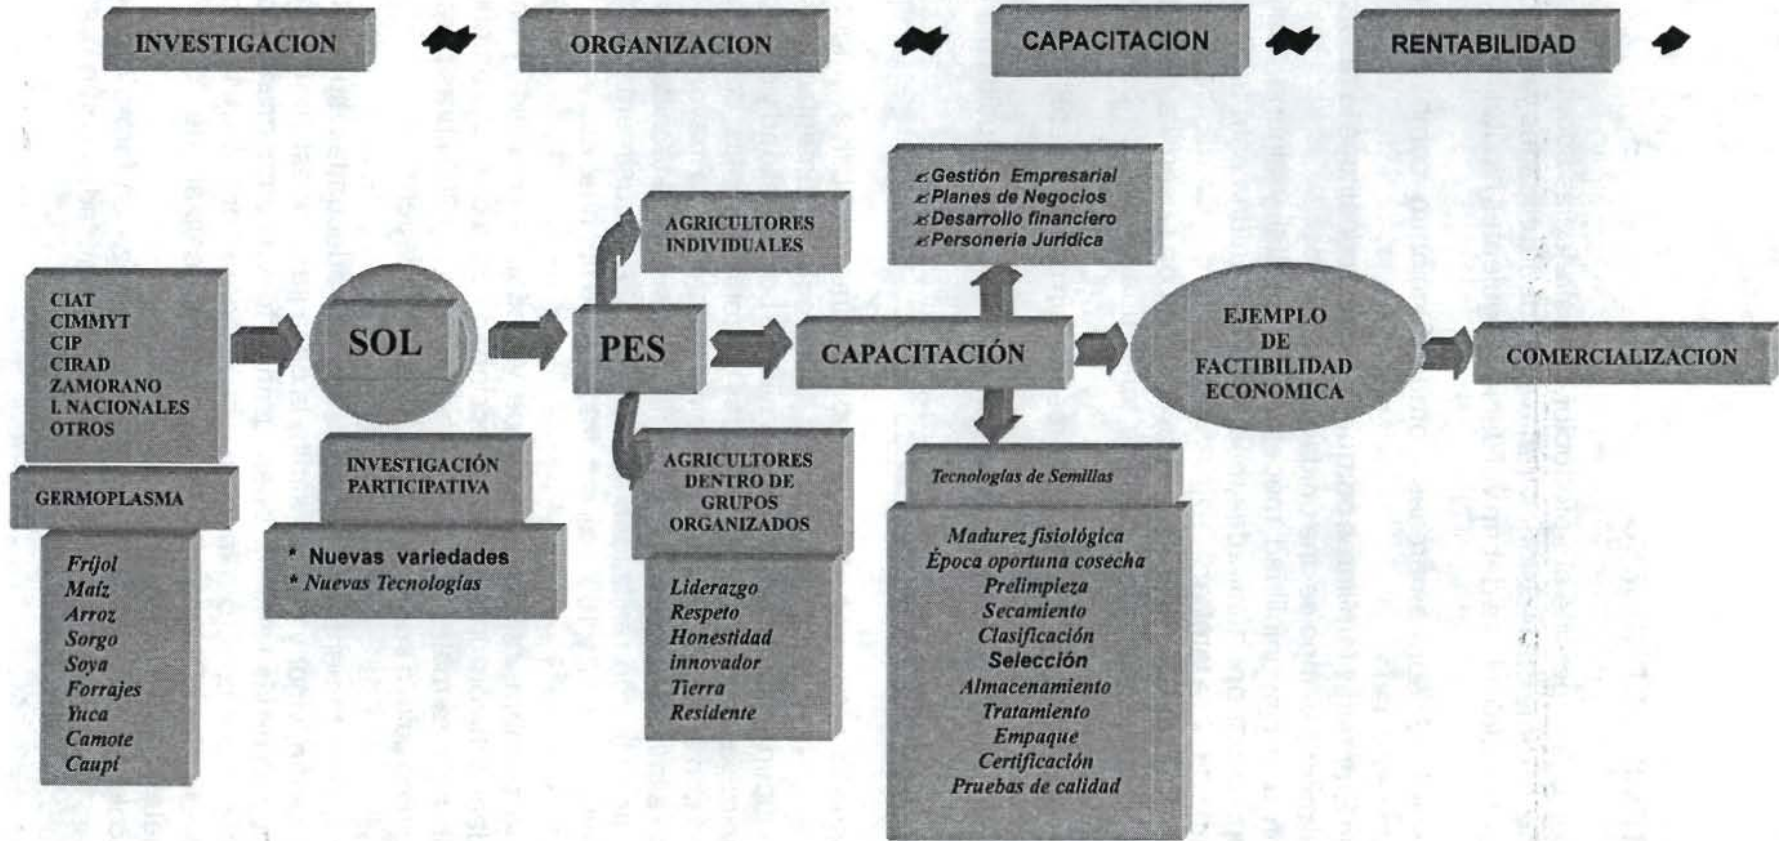 INVESTIGACION
ORGANIZACION
CAPACITACION
RENTABILIDAD
CIAT
CIMMYT
CIP
CIRAD
ZAMORANO
I. NACIONALES
OTROS
GERMOPLASMA
Fríjol
Maíz
Arroz
Sorgo
Soya
Forrajes
Yuca
Camote
Caupí
SOL
INVESTIGACIÓN
PARTICIPATIVA
* Nuevas variedades
* Nuevas Tecnologías
AGRICULTORES
INDIVIDUALES
PES
AGRICULTORES
DENTRO DE
GRUPOS
ORGANIZADOS
Liderazgo
Respeto
Honestidad
innovador
Tierra
Residente
Gestión Empresarial
Planes de Negocios
Desarrollo financiero
Personería Jurídica
CAPACITACIÓN
Tecnologías de Semillas
Madurez fisiológica
Época oportuna cosecha
Prelimpieza
Secamiento
Clasificación
Selección
Almacenamiento
Tratamiento
Empaque
Certificación
Pruebas de calidad
EJEMPLO
DE
FACTIBILIDAD
ECONOMICA
COMERCIALIZACION